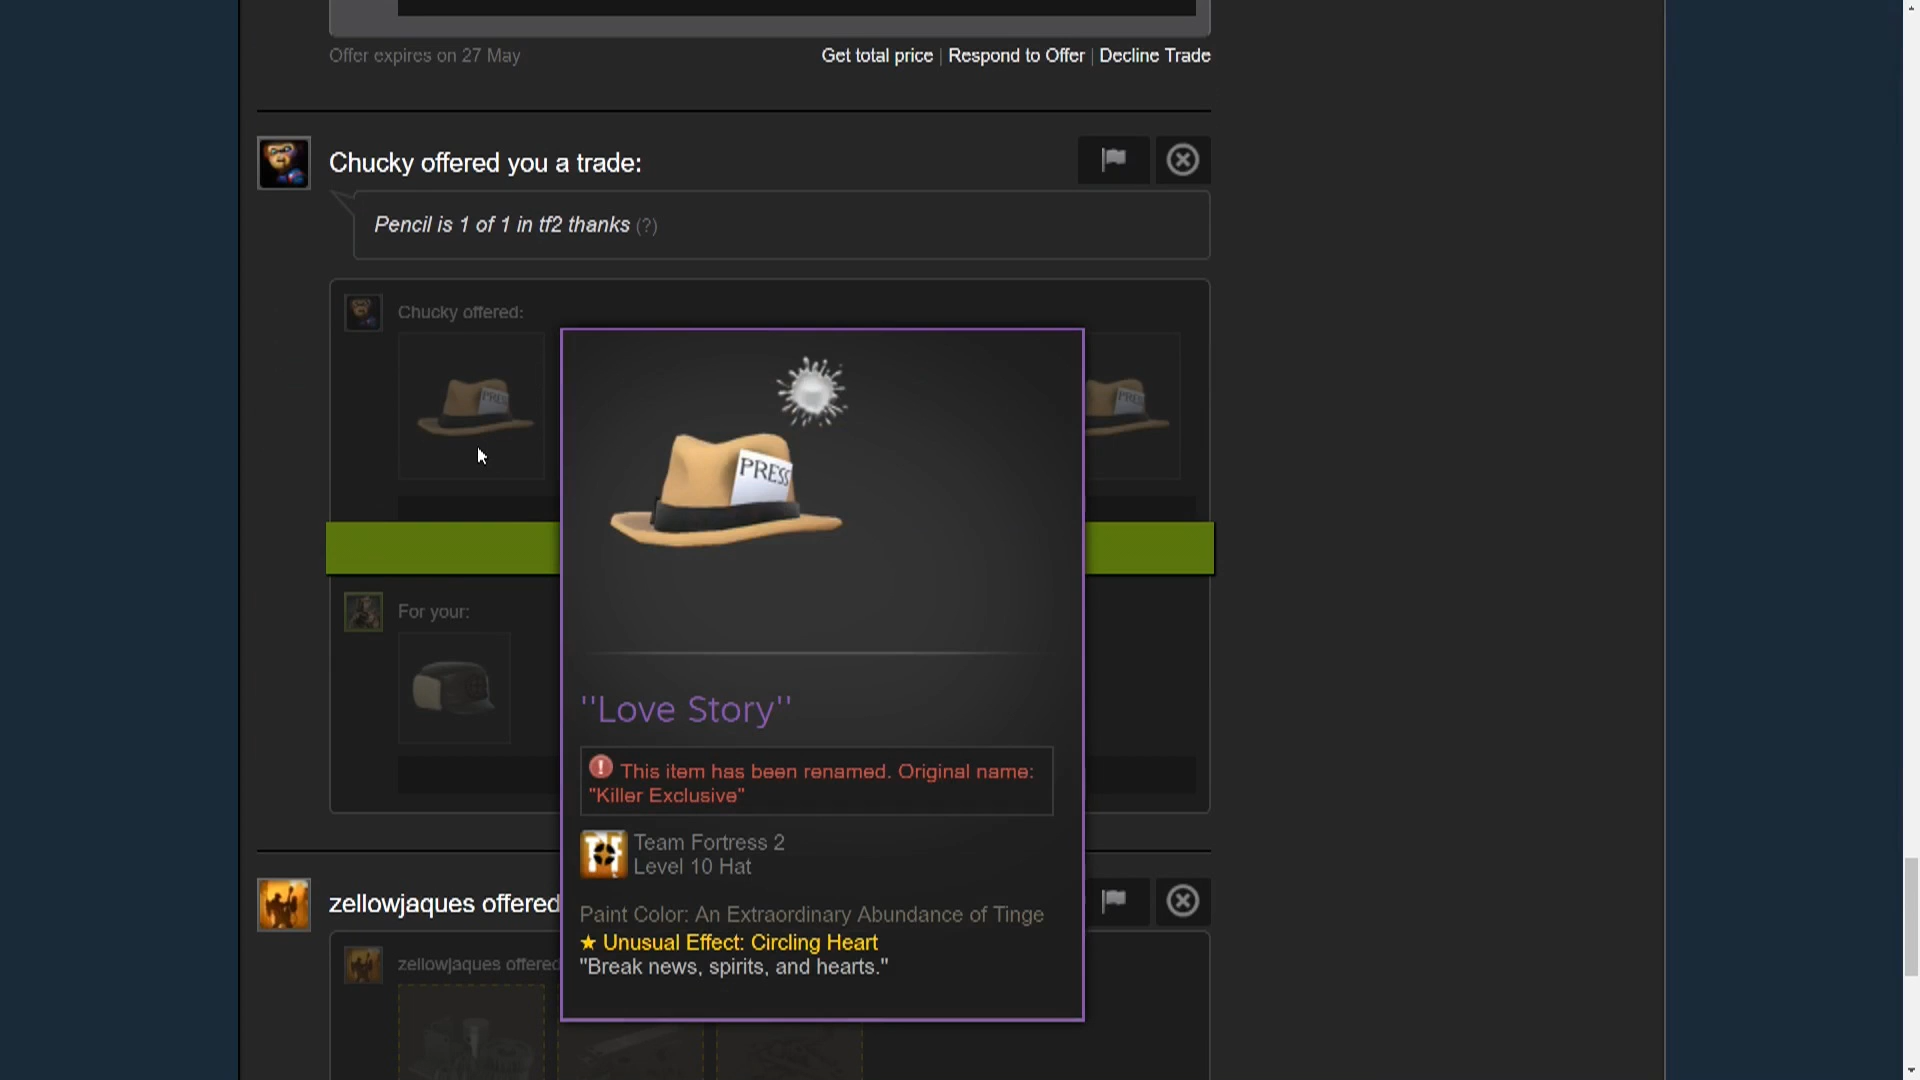 Offer expires on 27 May
Get total price | Respond to Offer | Decline Trade
Chucky offered you a trade:
Pencil is 1 of 1 in tf2 thanks (?)
Chucky offered:
PRESS
PRESS
PRESS
For your:
''Love Story''
This item has been renamed. Original name:
"Killer Exclusive"
Team Fortress 2
Level 10 Hat
Paint Color: An Extraordinary Abundance of Tinge
★ Unusual Effect: Circling Heart
"Break news, spirits, and hearts."
zellowjaques offered
zellowjaques offered